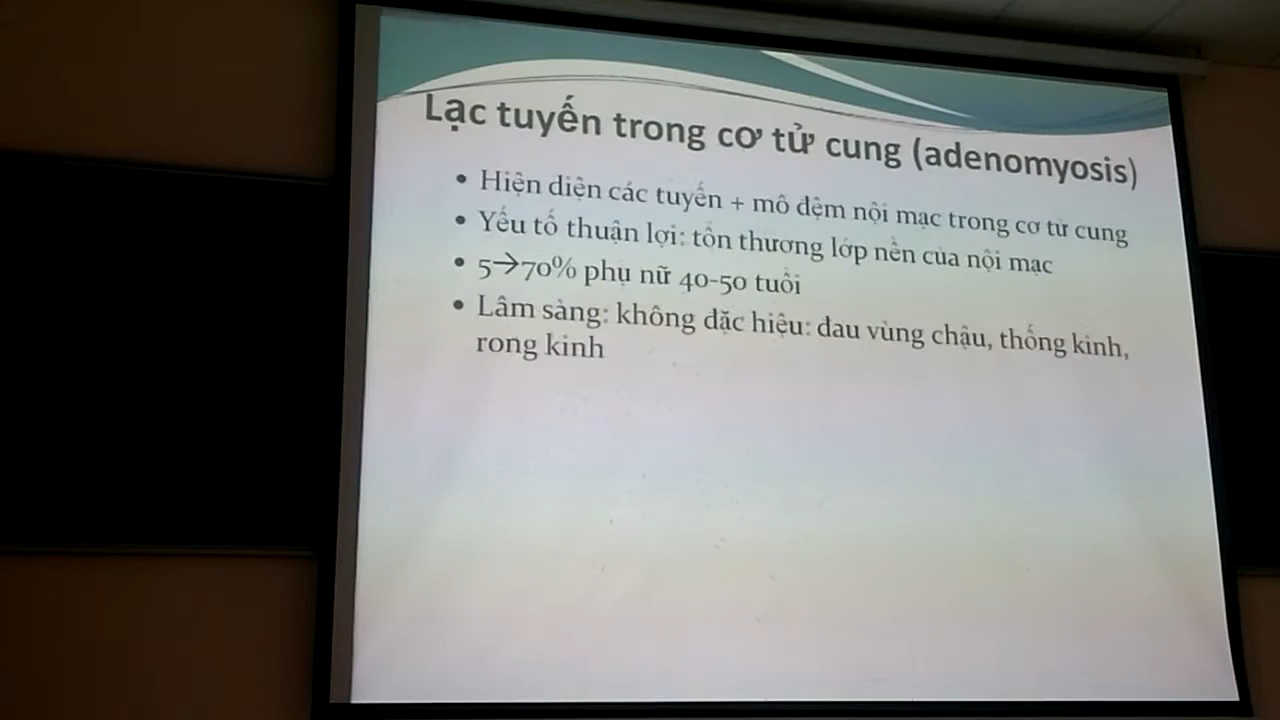 Lạc tuyến trong cơ tử cung (adenomyosis)
• Hiện diện các tuyến + mô đệm nội mạc trong cơ tử cung
• Yếu tố thuận lợi: tổn thương lớp nền của nội mạc
• 5→70% phụ nữ 40-50 tuổi
• Lâm sàng: không đặc hiệu: đau vùng chậu, thống kinh,
rong kinh